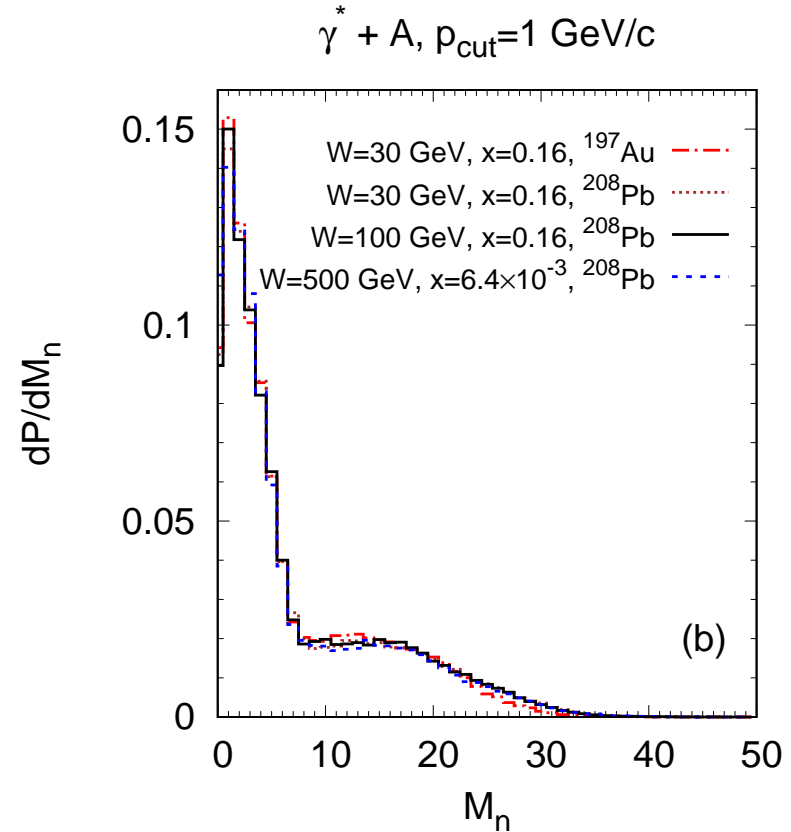 γ* + A, p_cut=1 GeV/c
0.15
W=30 GeV, x=0.16, ¹⁹⁷Au
W=30 GeV, x=0.16, ²⁰⁸Pb
W=100 GeV, x=0.16, ²⁰⁸Pb
W=500 GeV, x=6.4×10⁻³, ²⁰⁸Pb
0.1
dP/dM_n
0.05
(b)
0
0 10 20 30 40 50
M_n